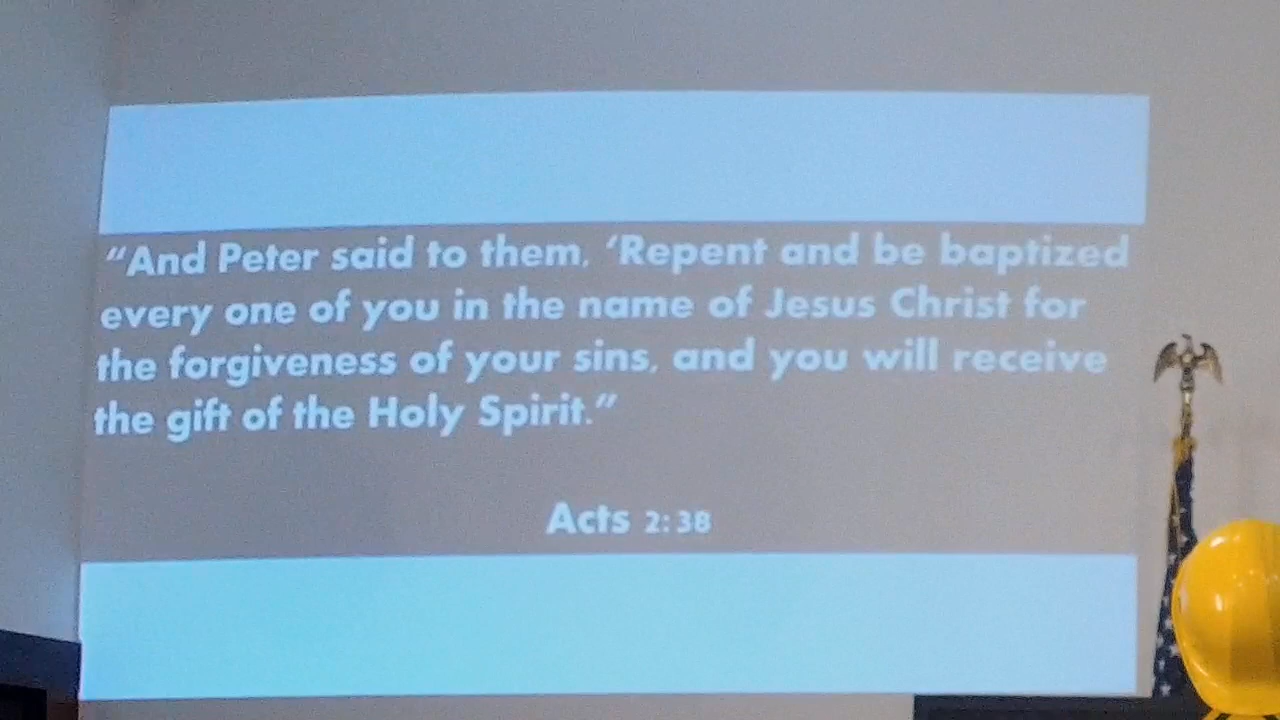 “And Peter said to them, ‘Repent and be baptized
every one of you in the name of Jesus Christ for
the forgiveness of your sins, and you will receive
the gift of the Holy Spirit.”
Acts 2:38